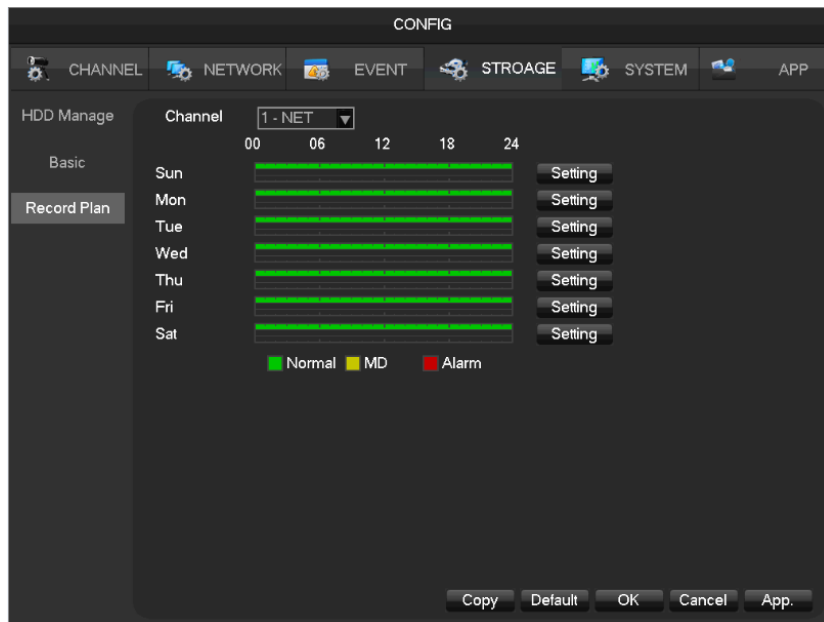 CONFIG
CHANNEL NETWORK EVENT STROAGE SYSTEM APP
HDD Manage
Basic
Record Plan
Channel 1 - NET
00 06 12 18 24
Sun Setting
Mon Setting
Tue Setting
Wed Setting
Thu Setting
Fri Setting
Sat Setting
Normal MD Alarm
Copy Default OK Cancel App.